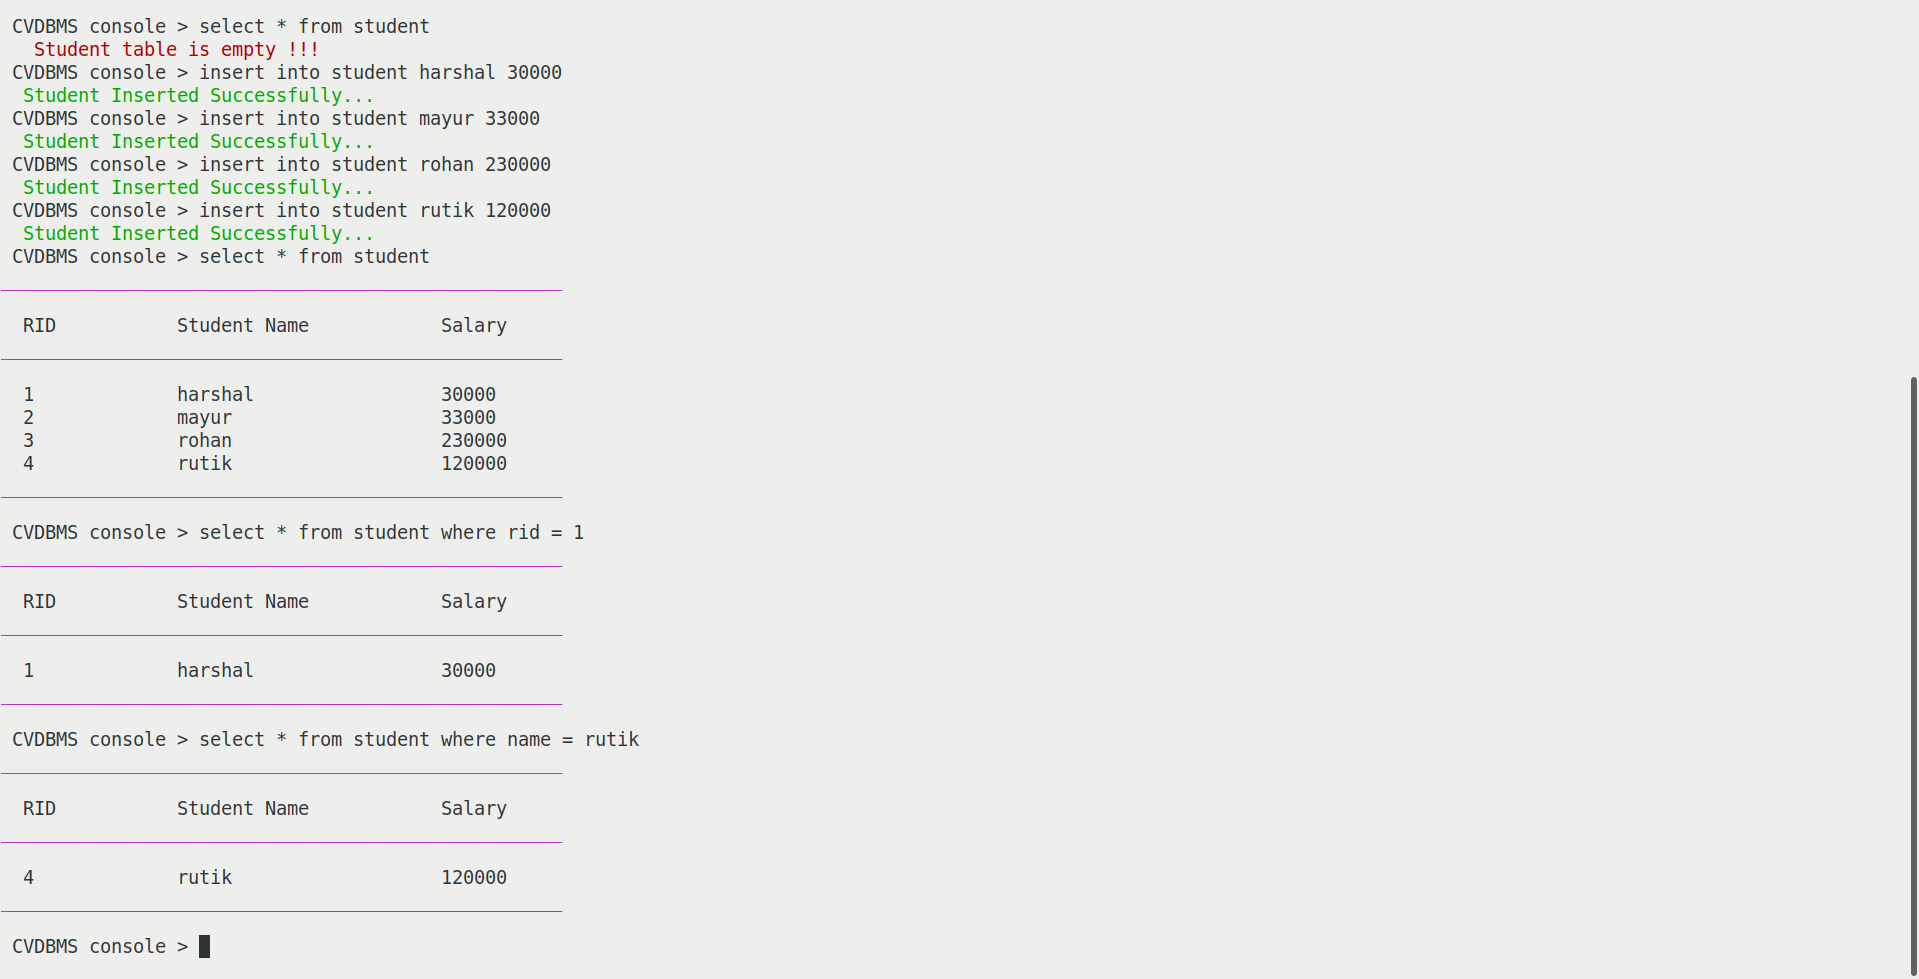 CVDBMS console > select * from student
Student table is empty !!!
CVDBMS console > insert into student harshal 30000
Student Inserted Successfully...
CVDBMS console > insert into student mayur 33000
Student Inserted Successfully...
CVDBMS console > insert into student rohan 230000
Student Inserted Successfully...
CVDBMS console > insert into student rutik 120000
Student Inserted Successfully...
CVDBMS console > select * from student
RID Student Name Salary
1 harshal 30000
2 mayur 33000
3 rohan 230000
4 rutik 120000
CVDBMS console > select * from student where rid = 1
RID Student Name Salary
1 harshal 30000
CVDBMS console > select * from student where name = rutik
RID Student Name Salary
4 rutik 120000
CVDBMS console >